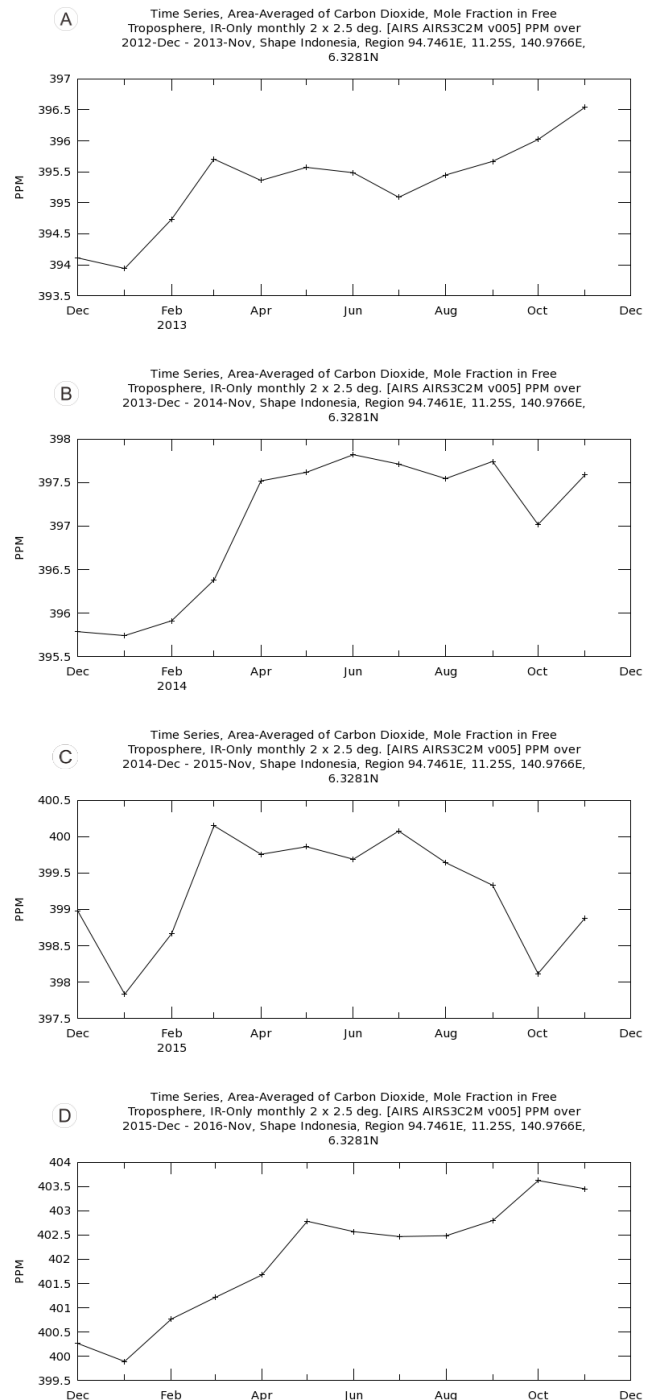 A
Time Series, Area-Averaged of Carbon Dioxide, Mole Fraction in Free
Troposphere, IR-Only monthly 2 x 2.5 deg. [AIRS AIRS3C2M v005] PPM over
2012-Dec - 2013-Nov, Shape Indonesia, Region 94.7461E, 11.25S, 140.9766E,
6.3281N
397
396.5
396
395.5
395
394.5
394
393.5
PPM
Dec Feb Apr Jun Aug Oct Dec
2013
B
Time Series, Area-Averaged of Carbon Dioxide, Mole Fraction in Free
Troposphere, IR-Only monthly 2 x 2.5 deg. [AIRS AIRS3C2M v005] PPM over
2013-Dec - 2014-Nov, Shape Indonesia, Region 94.7461E, 11.25S, 140.9766E,
6.3281N
398
397.5
397
396.5
396
395.5
PPM
Dec Feb Apr Jun Aug Oct Dec
2014
C
Time Series, Area-Averaged of Carbon Dioxide, Mole Fraction in Free
Troposphere, IR-Only monthly 2 x 2.5 deg. [AIRS AIRS3C2M v005] PPM over
2014-Dec - 2015-Nov, Shape Indonesia, Region 94.7461E, 11.25S, 140.9766E,
6.3281N
400.5
400
399.5
399
398.5
398
397.5
PPM
Dec Feb Apr Jun Aug Oct Dec
2015
D
Time Series, Area-Averaged of Carbon Dioxide, Mole Fraction in Free
Troposphere, IR-Only monthly 2 x 2.5 deg. [AIRS AIRS3C2M v005] PPM over
2015-Dec - 2016-Nov, Shape Indonesia, Region 94.7461E, 11.25S, 140.9766E,
6.3281N
404
403.5
403
402.5
402
401.5
401
400.5
400
399.5
PPM
Dec Feb Apr Jun Aug Oct Dec